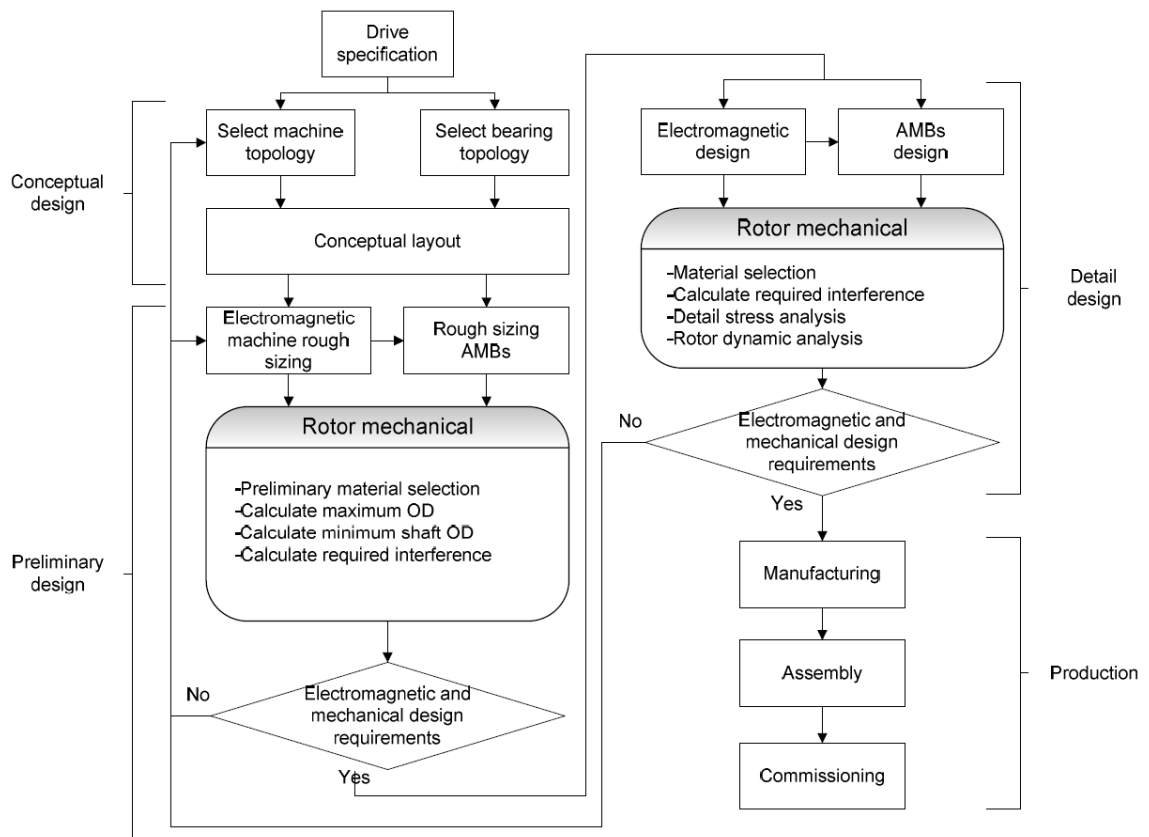 Drive
specification
Select machine
topology
Select bearing
topology
Conceptual
design
Conceptual layout
Electromagnetic
machine rough
sizing
Rough sizing
AMBs
Rotor mechanical
-Preliminary material selection
-Calculate maximum OD
-Calculate minimum shaft OD
-Calculate required interference
Preliminary
design
No
Electromagnetic and
mechanical design
requirements
Yes
Electromagnetic
design
AMBs
design
Rotor mechanical
-Material selection
-Calculate required interference
-Detail stress analysis
-Rotor dynamic analysis
Detail
design
No
Electromagnetic and
mechanical design
requirements
Yes
Manufacturing
Assembly
Production
Commissioning